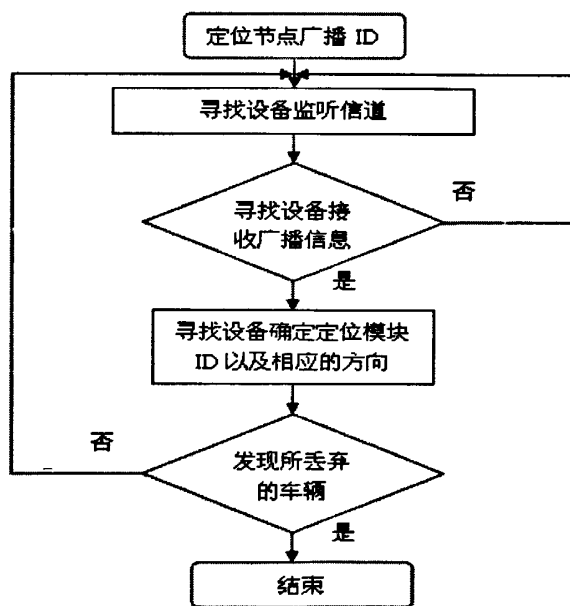 定位节点广播 ID
寻找设备监听信道
寻找设备接
收广播信息
否
是
寻找设备确定定位模块
ID 以及相应的方向
发现所丢弃
的车辆
否
是
结束